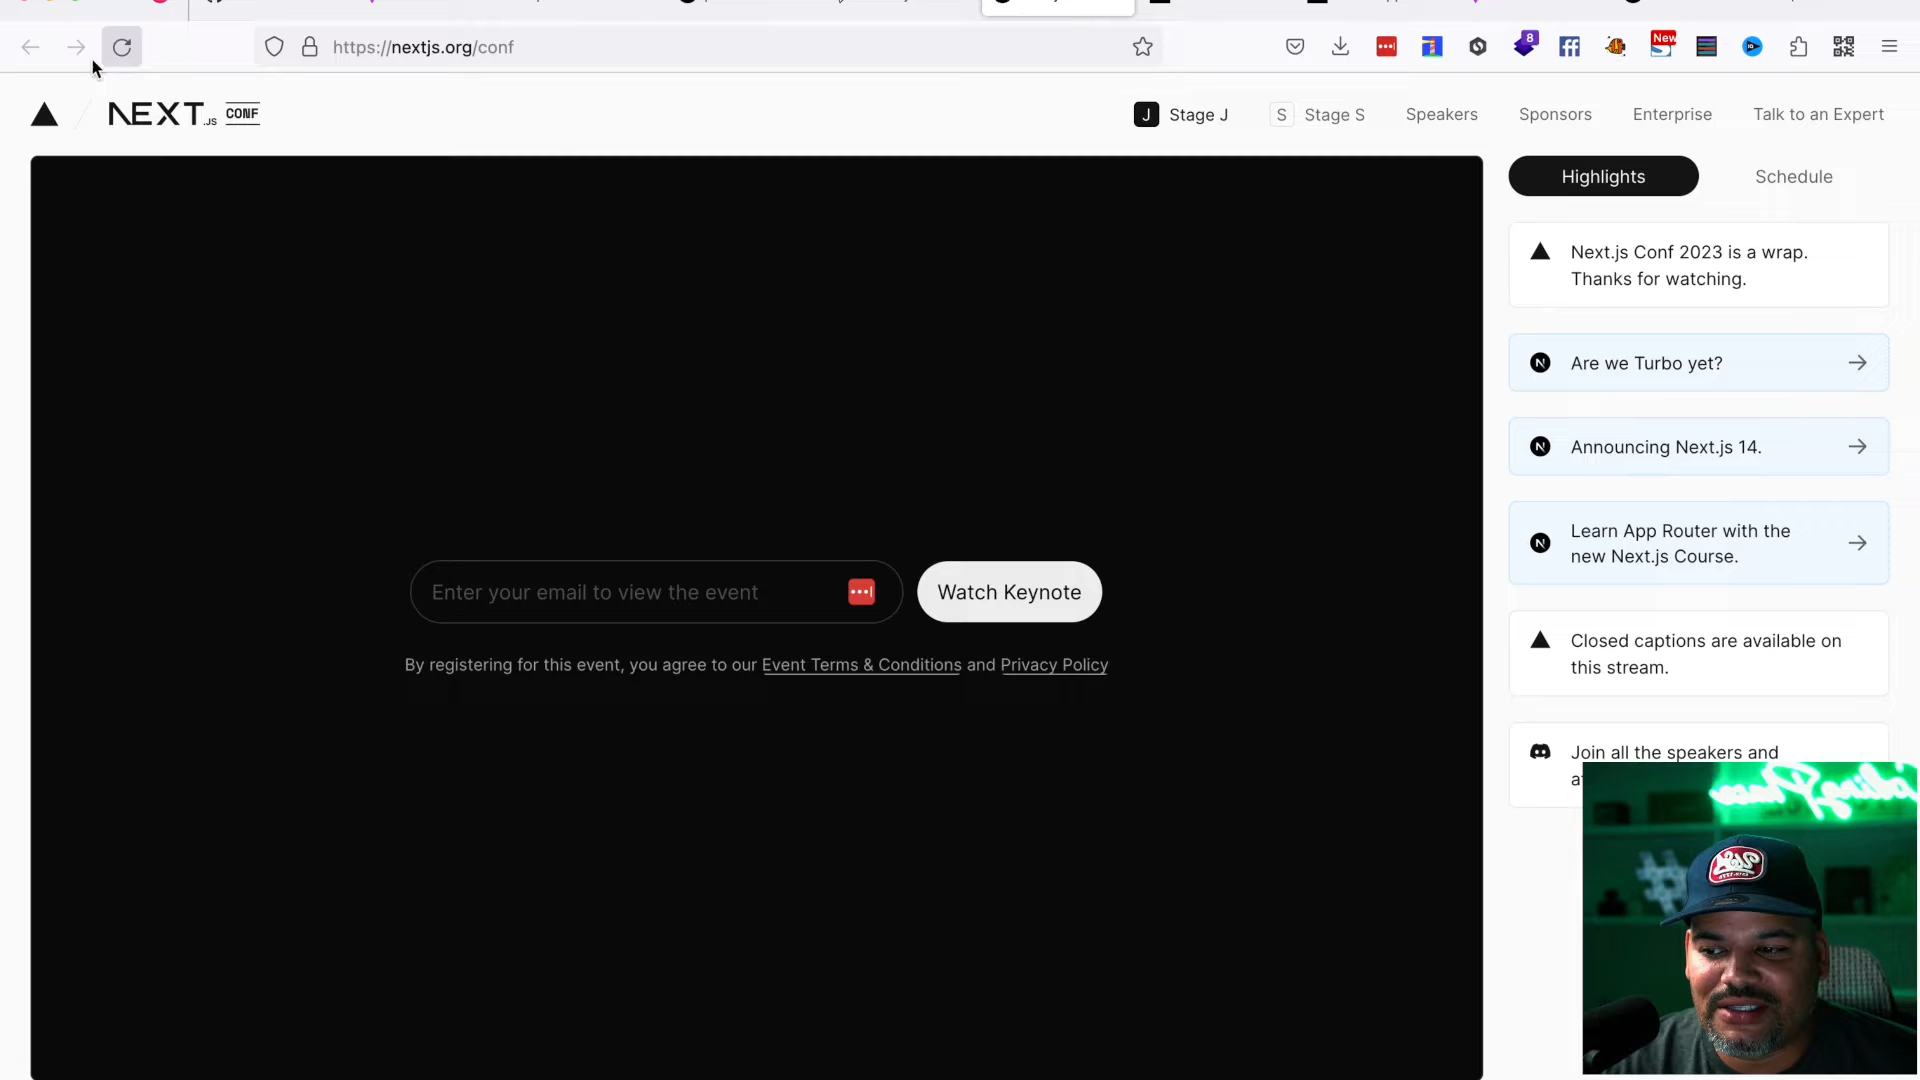 https://nextjs.org/conf
8
New
NEXT.JS CONF
J Stage J
S Stage S
Speakers
Sponsors
Enterprise
Talk to an Expert
Highlights
Schedule
Next.js Conf 2023 is a wrap.
Thanks for watching.
N Are we Turbo yet?
N Announcing Next.js 14.
N Learn App Router with the
new Next.js Course.
Closed captions are available on
this stream.
Join all the speakers and
Enter your email to view the event
Watch Keynote
By registering for this event, you agree to our Event Terms & Conditions and Privacy Policy
#